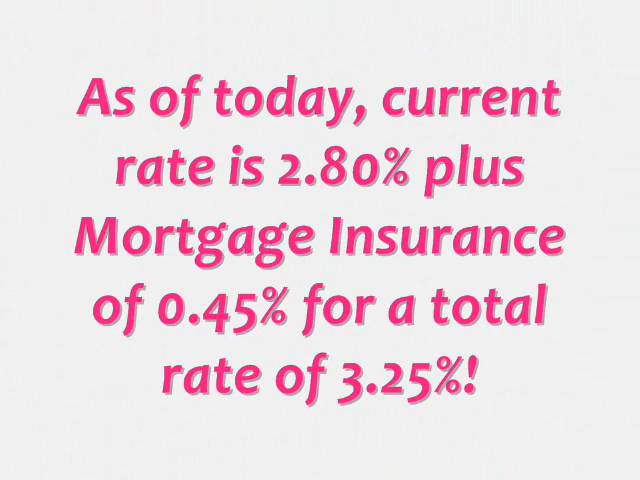 As of today, current
rate is 2.80% plus
Mortgage Insurance
of 0.45% for a total
rate of 3.25%!